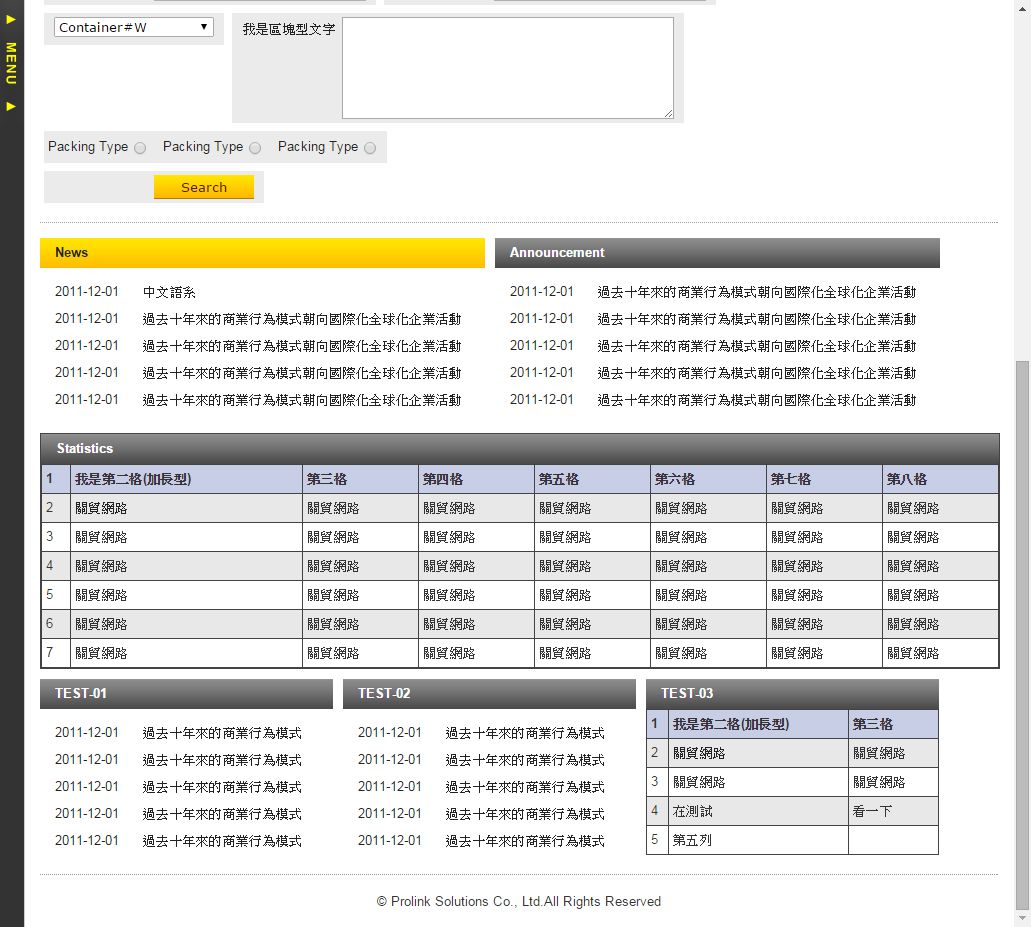 MENU
Container#W
我是區塊型文字
Packing Type Packing Type Packing Type
Search
News
2011-12-01 中文語系
2011-12-01 過去十年來的商業行為模式朝向國際化全球化企業活動
2011-12-01 過去十年來的商業行為模式朝向國際化全球化企業活動
2011-12-01 過去十年來的商業行為模式朝向國際化全球化企業活動
2011-12-01 過去十年來的商業行為模式朝向國際化全球化企業活動
Announcement
2011-12-01 過去十年來的商業行為模式朝向國際化全球化企業活動
2011-12-01 過去十年來的商業行為模式朝向國際化全球化企業活動
2011-12-01 過去十年來的商業行為模式朝向國際化全球化企業活動
2011-12-01 過去十年來的商業行為模式朝向國際化全球化企業活動
2011-12-01 過去十年來的商業行為模式朝向國際化全球化企業活動
Statistics
1 我是第二格(加長型) 第三格 第四格 第五格 第六格 第七格 第八格
2 關貿網路 關貿網路 關貿網路 關貿網路 關貿網路 關貿網路 關貿網路
3 關貿網路 關貿網路 關貿網路 關貿網路 關貿網路 關貿網路 關貿網路
4 關貿網路 關貿網路 關貿網路 關貿網路 關貿網路 關貿網路 關貿網路
5 關貿網路 關貿網路 關貿網路 關貿網路 關貿網路 關貿網路 關貿網路
6 關貿網路 關貿網路 關貿網路 關貿網路 關貿網路 關貿網路 關貿網路
7 關貿網路 關貿網路 關貿網路 關貿網路 關貿網路 關貿網路 關貿網路
TEST-01
2011-12-01 過去十年來的商業行為模式
2011-12-01 過去十年來的商業行為模式
2011-12-01 過去十年來的商業行為模式
2011-12-01 過去十年來的商業行為模式
2011-12-01 過去十年來的商業行為模式
TEST-02
2011-12-01 過去十年來的商業行為模式
2011-12-01 過去十年來的商業行為模式
2011-12-01 過去十年來的商業行為模式
2011-12-01 過去十年來的商業行為模式
2011-12-01 過去十年來的商業行為模式
TEST-03
1 我是第二格(加長型) 第三格
2 關貿網路 關貿網路
3 關貿網路 關貿網路
4 在測試 看一下
5 第五列
© Prolink Solutions Co., Ltd.All Rights Reserved